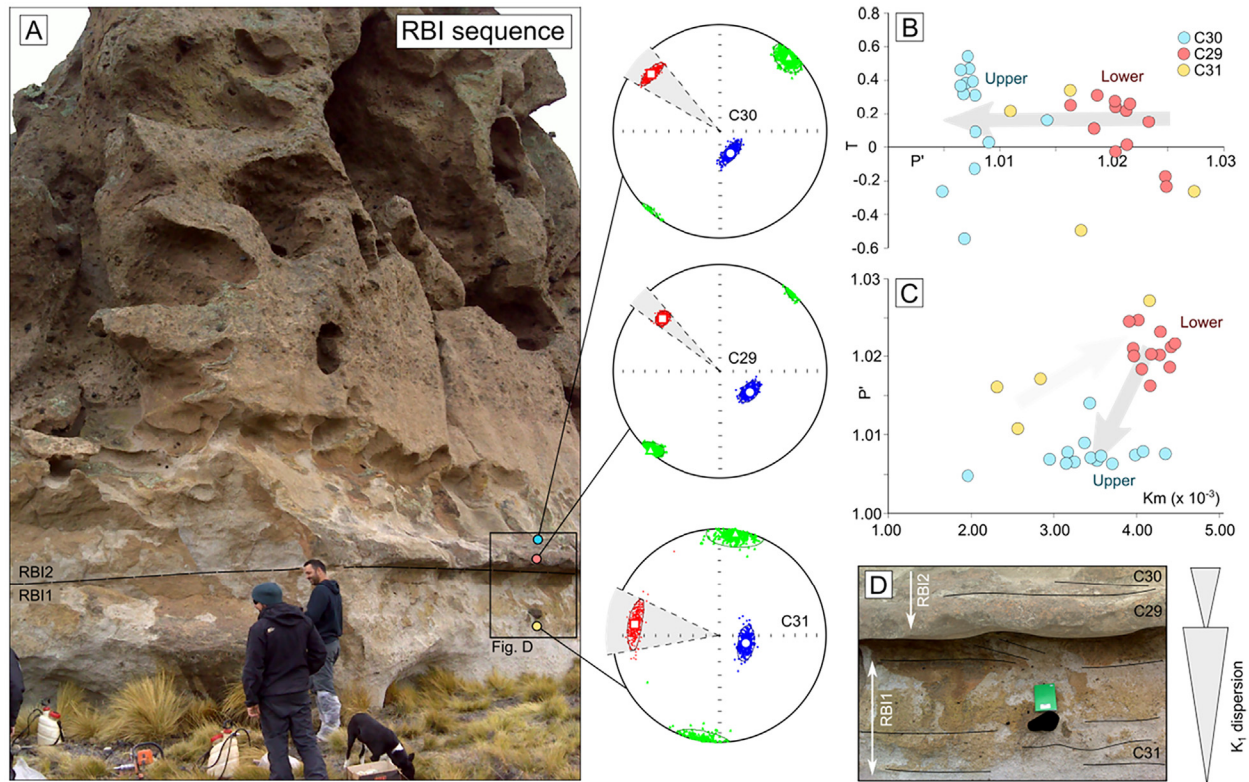 A
RBI sequence
RBI2
RBI1
Fig. D
C30
C29
C31
B
C30
C29
C31
Upper
Lower
T
P'
0.8
0.6
0.4
0.2
0
-0.2
-0.4
-0.6
1.01
1.02
1.03
C
Lower
Upper
P'
1.03
1.02
1.01
1.00
Km (x 10⁻³)
1.00
2.00
3.00
4.00
5.00
D
RBI2
C30
C29
RBI1
C31
K₁ dispersion